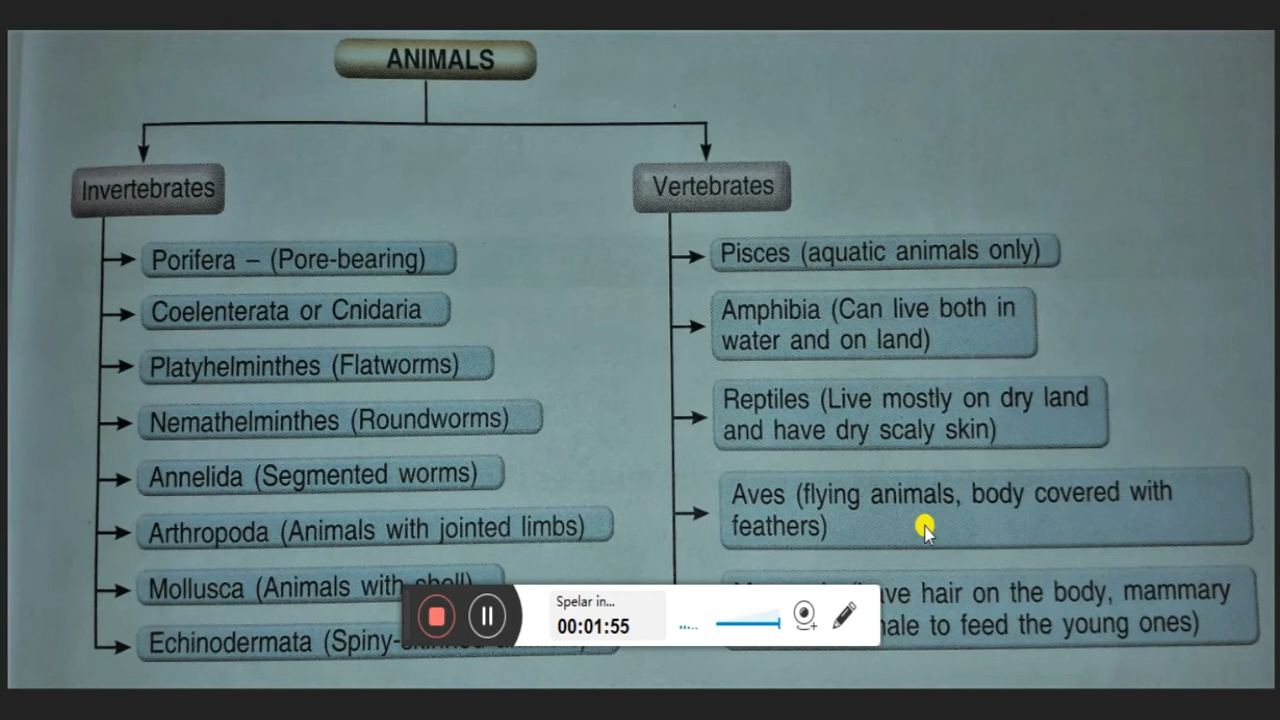 ANIMALS
Invertebrates
Porifera – (Pore-bearing)
Coelenterata or Cnidaria
Platyhelminthes (Flatworms)
Nemathelminthes (Roundworms)
Annelida (Segmented worms)
Arthropoda (Animals with jointed limbs)
Mollusca (Animals with shell)
Echinodermata (Spiny-
Vertebrates
Pisces (aquatic animals only)
Amphibia (Can live both in
water and on land)
Reptiles (Live mostly on dry land
and have dry scaly skin)
Aves (flying animals, body covered with
feathers)
hair on the body, mammary
to feed the young ones)
Spelar in...
00:01:55